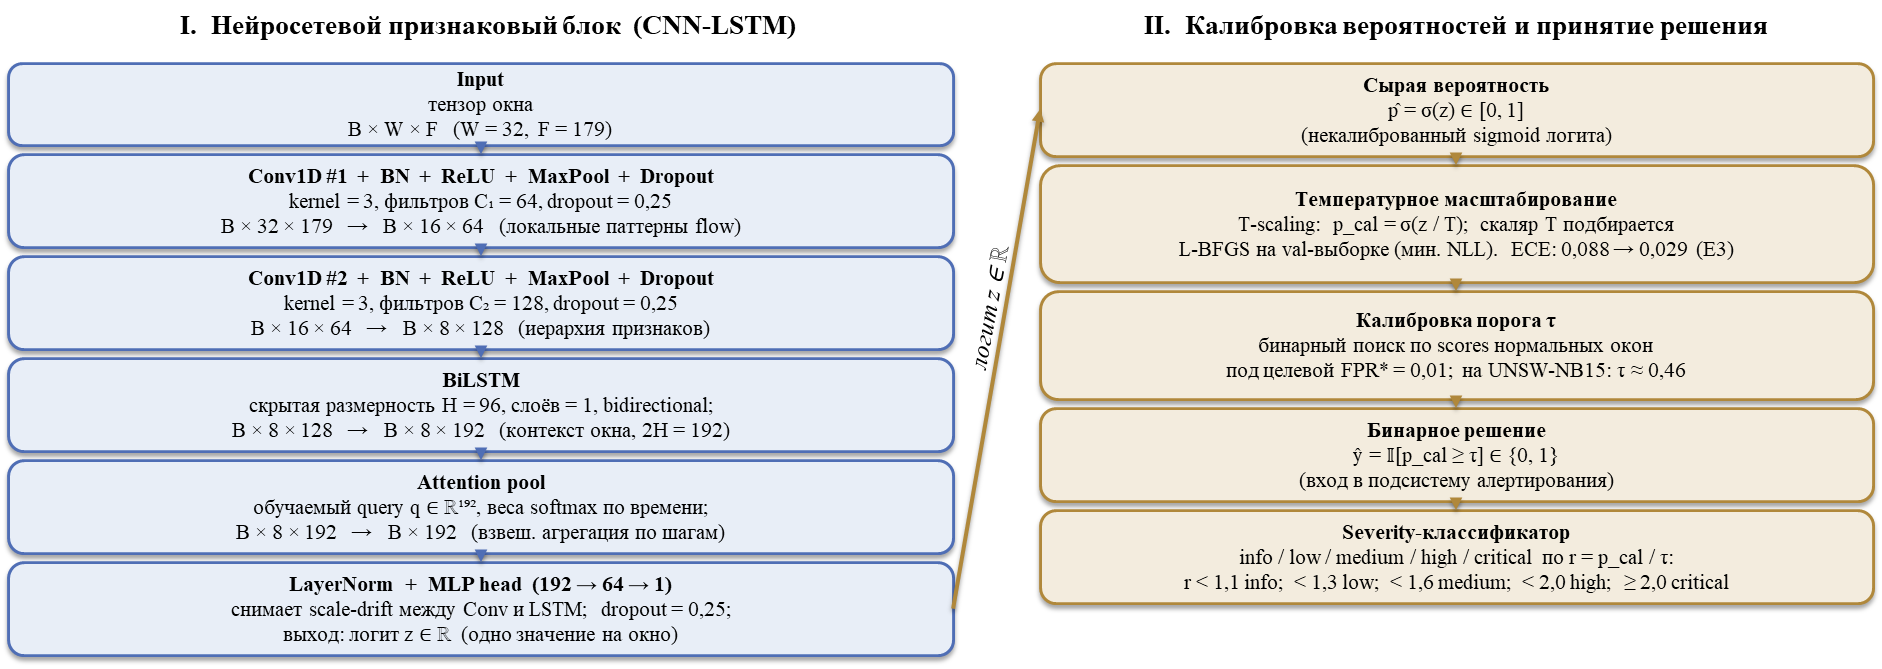 I. Нейросетевой признаковый блок (CNN-LSTM)
Input
тензор окна
B × W × F (W = 32, F = 179)
Conv1D #1 + BN + ReLU + MaxPool + Dropout
kernel = 3, фильтров C₁ = 64, dropout = 0,25
B × 32 × 179 → B × 16 × 64 (локальные паттерны flow)
Conv1D #2 + BN + ReLU + MaxPool + Dropout
kernel = 3, фильтров C₂ = 128, dropout = 0,25
B × 16 × 64 → B × 8 × 128 (иерархия признаков)
BiLSTM
скрытая размерность H = 96, слоёв = 1, bidirectional;
B × 8 × 128 → B × 8 × 192 (контекст окна, 2H = 192)
Attention pool
обучаемый query q ∈ ℝ¹⁹², веса softmax по времени;
B × 8 × 192 → B × 192 (взвеш. агрегация по шагам)
LayerNorm + MLP head (192 → 64 → 1)
снимает scale-drift между Conv и LSTM; dropout = 0,25;
выход: логит z ∈ ℝ (одно значение на окно)
логит z ∈ ℝ
II. Калибровка вероятностей и принятие решения
Сырая вероятность
p̂ = σ(z) ∈ [0, 1]
(некалиброванный sigmoid логита)
Температурное масштабирование
T-scaling: p_cal = σ(z / T); скаляр T подбирается
L-BFGS на val-выборке (мин. NLL). ECE: 0,088 → 0,029 (E3)
Калибровка порога τ
бинарный поиск по scores нормальных окон
под целевой FPR* = 0,01; на UNSW-NB15: τ ≈ 0,46
Бинарное решение
ŷ = 𝕀[p_cal ≥ τ] ∈ {0, 1}
(вход в подсистему алертирования)
Severity-классификатор
info / low / medium / high / critical по r = p_cal / τ:
r < 1,1 info; < 1,3 low; < 1,6 medium; < 2,0 high; ≥ 2,0 critical